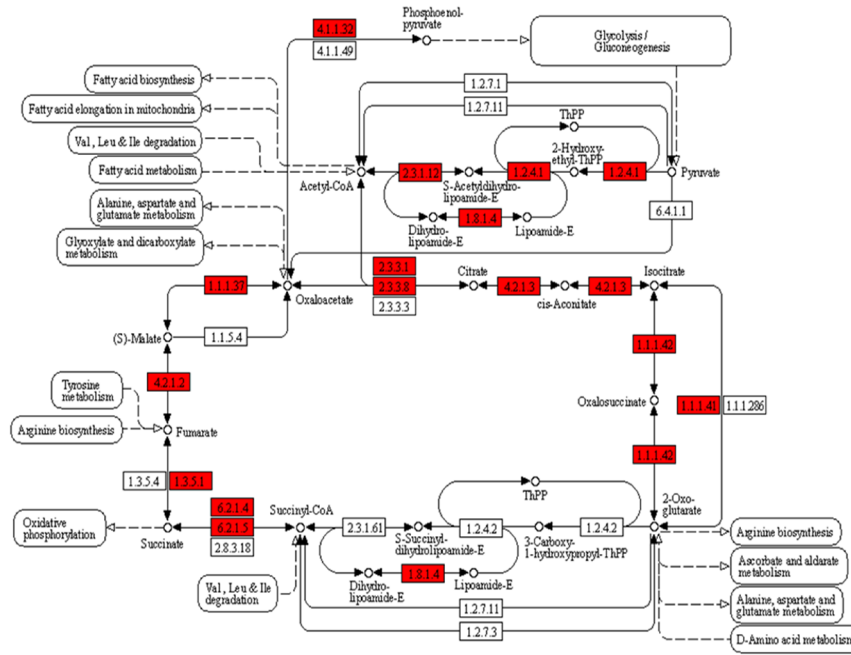 Phosphoenol-
pyruvate
4.1.1.32
4.1.1.49
Glycolysis /
Gluconeogenesis
Fatty acid biosynthesis
Fatty acid elongation in mitochondria
Val , Leu & Ile degradation
Fatty acid metabolism
Alanine, aspartate and
glutamate metabolism
Glyoxylate and dicarboxylate
metabolism
1.2.7.1
1.2.7.11
ThPP
2-Hydroxy-
ethyl-ThPP
2.3.1.12
1.2.4.1
1.2.4.1
Pyruvate
Acetyl-CoA
S-Acetyldihydro-
lipoamide-E
1.8.1.4
Dihydro-
lipoamide-E
Lipoamide-E
6.4.1.1
1.1.1.37
Oxaloacetate
2.3.3.1
2.3.3.8
2.3.3.3
Citrate
4.2.1.3
cis-Aconitate
4.2.1.3
Isocitrate
(S)-Malate
1.1.5.4
1.1.1.42
4.2.1.2
Tyrosine
metabolism
Arginine biosynthesis
Fumarate
Oxalosuccinate
1.1.1.41
1.1.1.286
1.1.1.42
1.3.5.4
1.3.5.1
Oxidative
phosphorylation
Succinate
6.2.1.4
6.2.1.5
2.8.3.18
Succinyl-CoA
2.3.1.61
S-Succinyl-
dihydrolipoamide-E
ThPP
1.2.4.2
3-Carboxy-
1-hydroxypropyl-ThPP
1.2.4.2
2-Oxo-
glutarate
Val , Leu & Ile
degradation
Dihydro-
lipoamide-E
1.8.1.4
Lipoamide-E
1.2.7.11
1.2.7.3
Arginine biosynthesis
Ascorbate and aldarate
metabolism
Alanine, aspartate and
glutamate metabolism
D-Amino acid metabolism